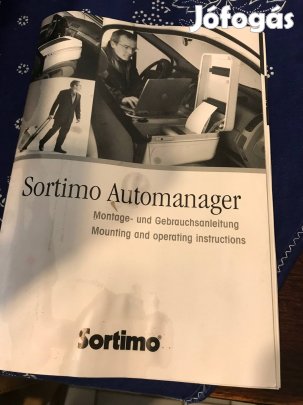 Jófogás
Sortimo Automanager
Montage- und Gebrauchsanleitung
Mounting and operating instructions
Sortimo®